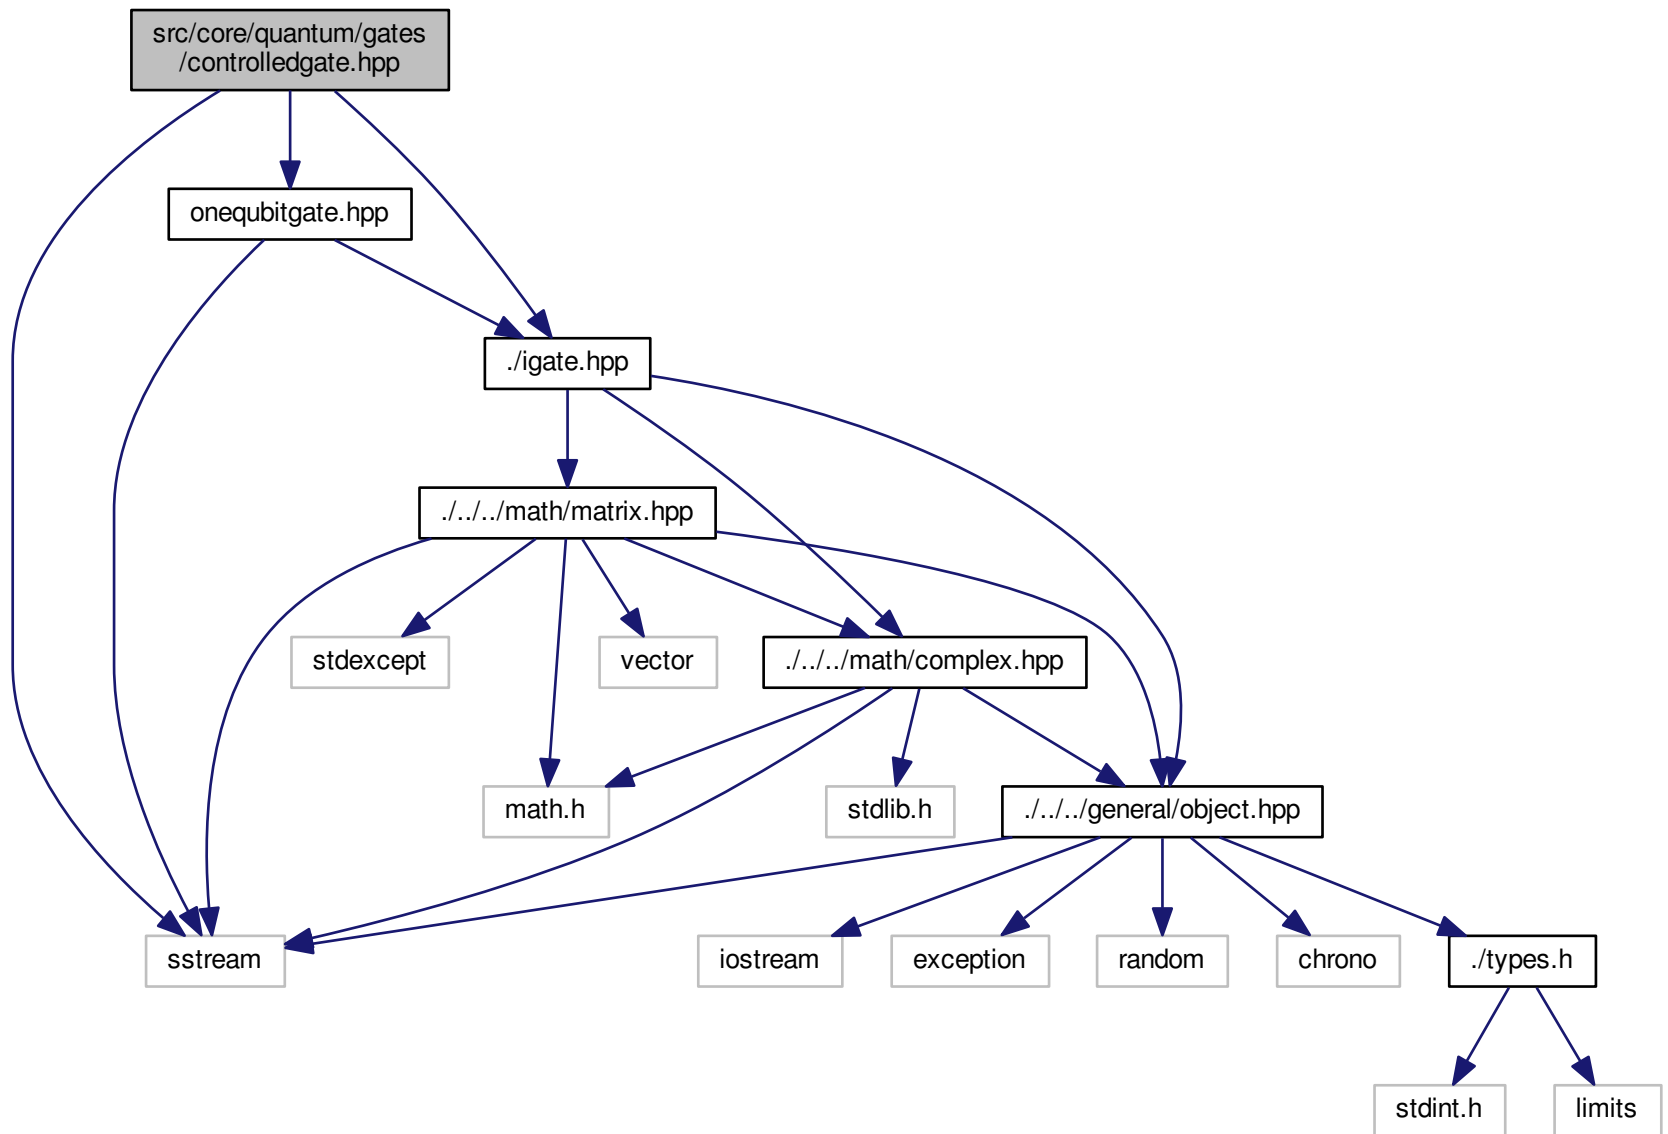 src/core/quantum/gates
/controlledgate.hpp
onequbitgate.hpp
./igate.hpp
./../../math/matrix.hpp
stdexcept
vector
./../../math/complex.hpp
math.h
stdlib.h
./../../general/object.hpp
sstream
iostream
exception
random
chrono
./types.h
stdint.h
limits